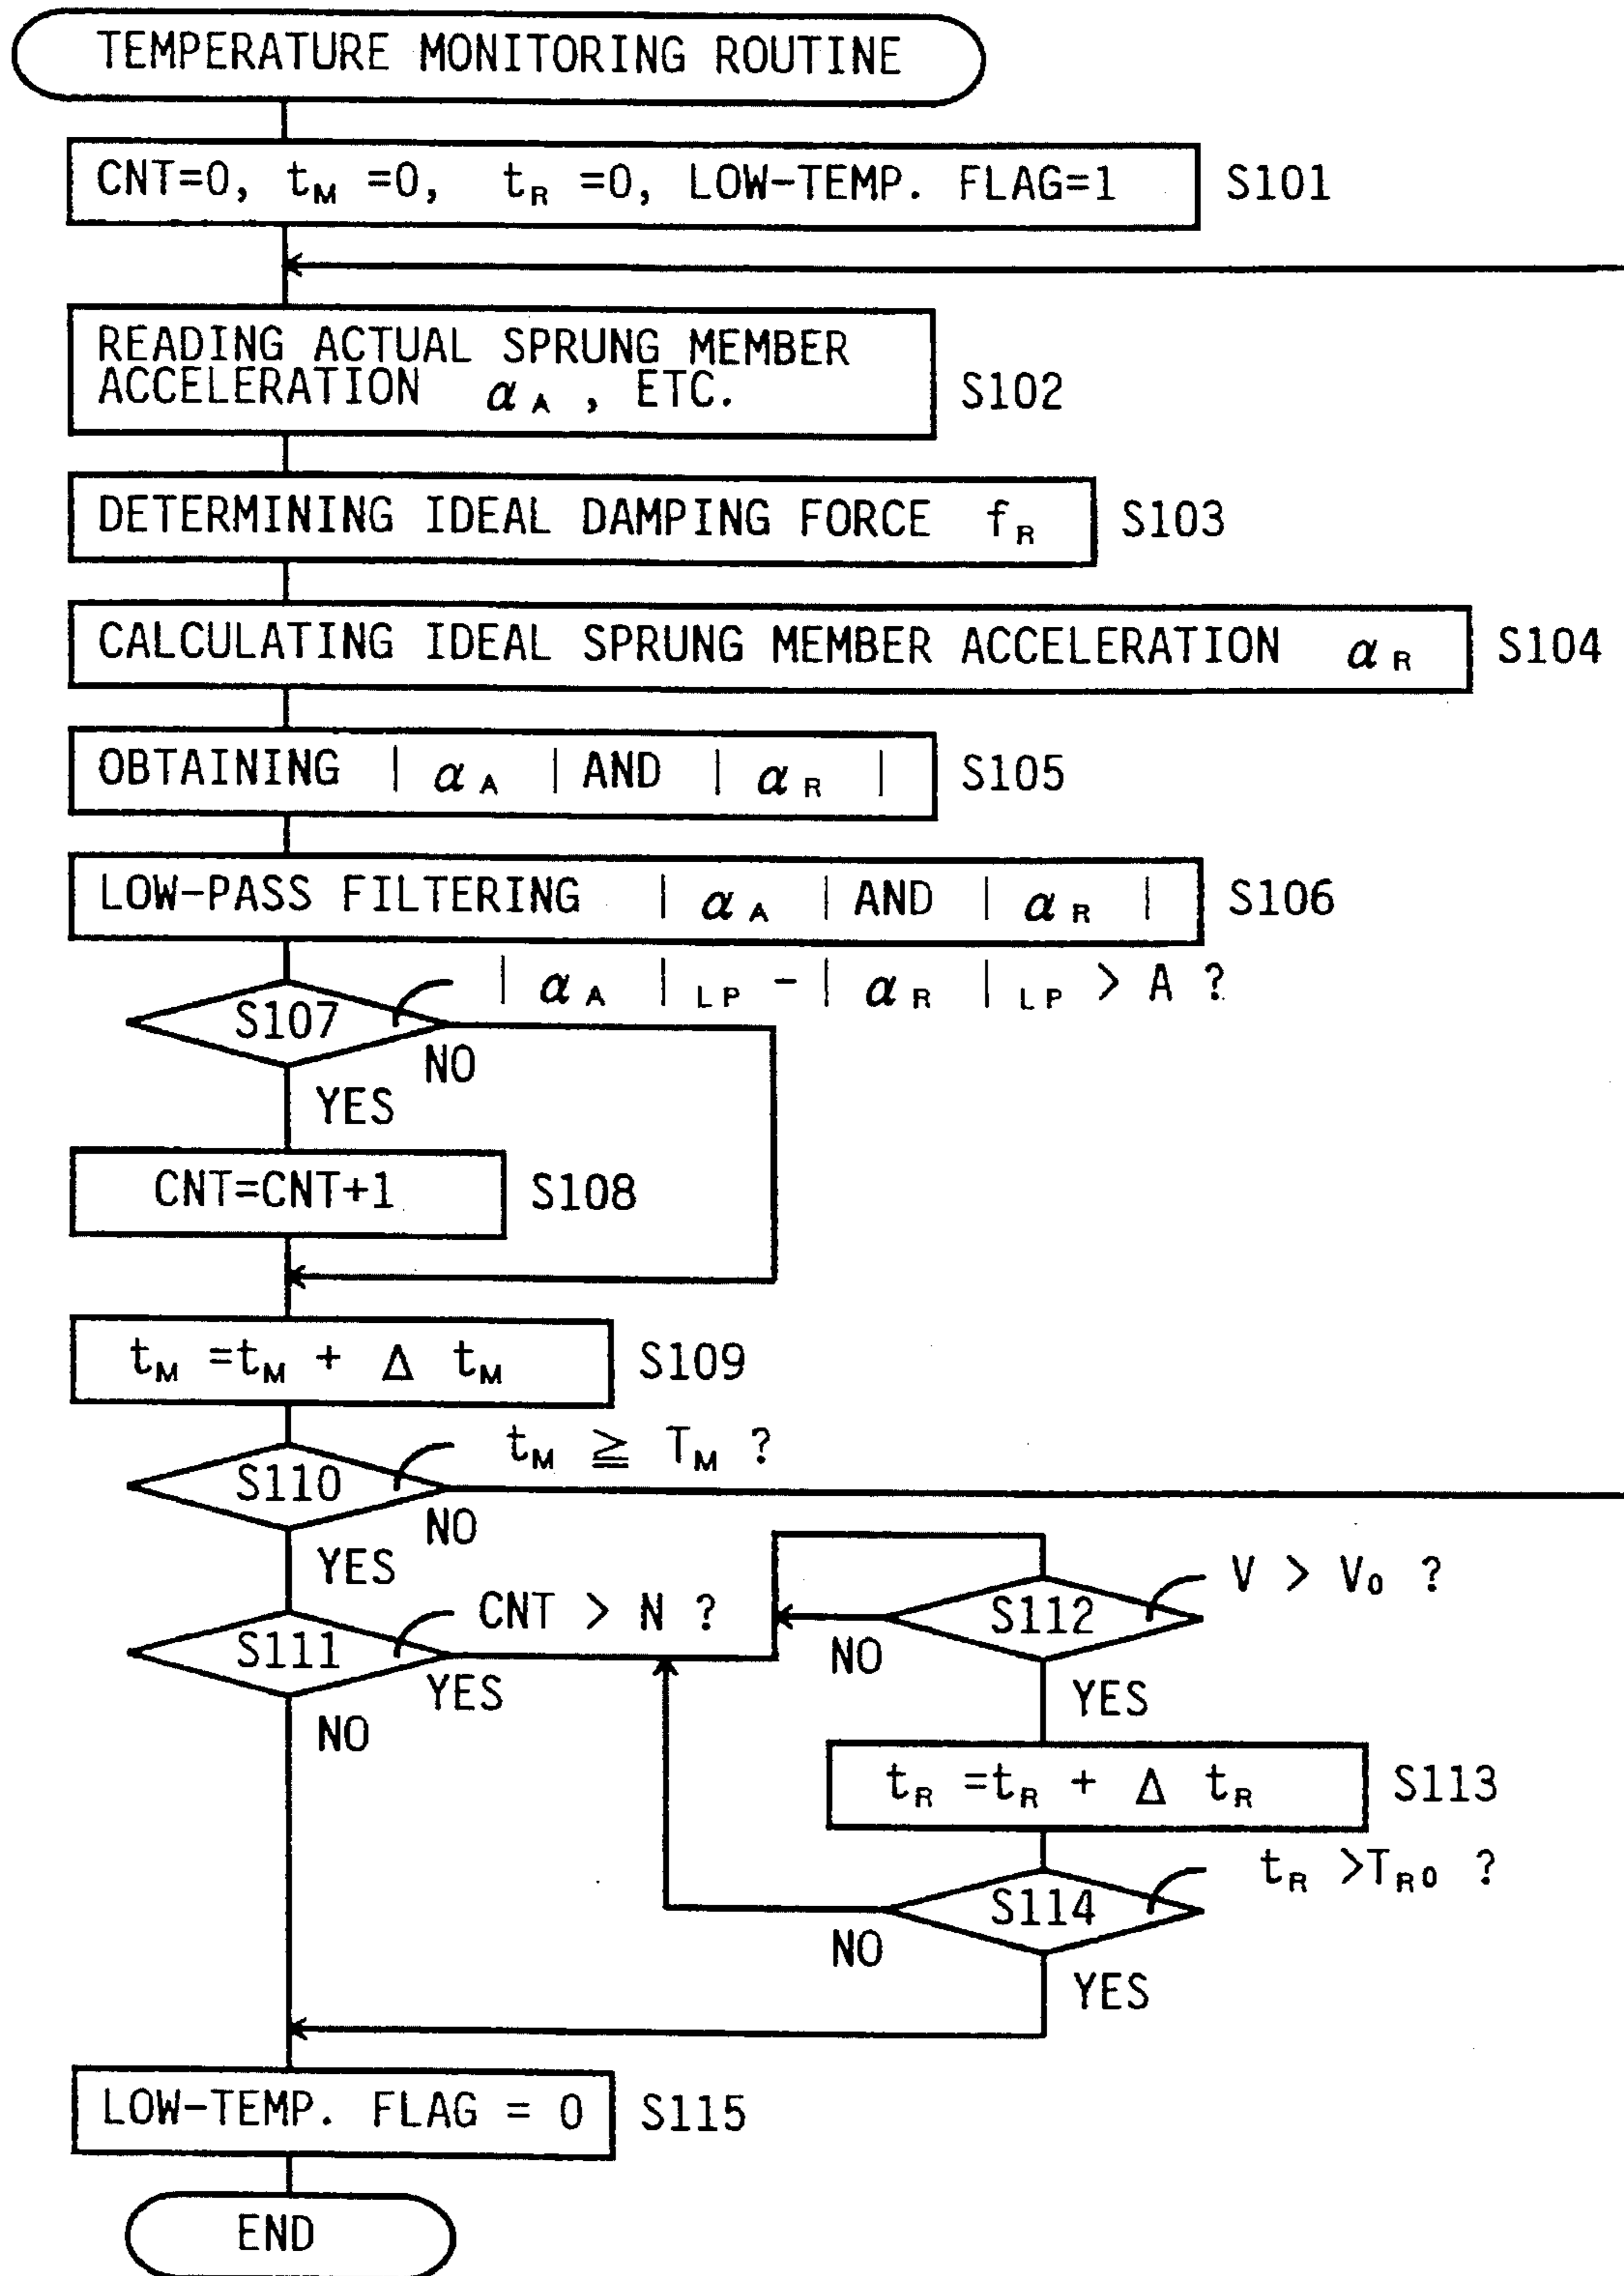 TEMPERATURE MONITORING ROUTINE
CNT=0, tM =0, tR =0, LOW-TEMP. FLAG=1
S101
READING ACTUAL SPRUNG MEMBER
ACCELERATION αA , ETC.
S102
DETERMINING IDEAL DAMPING FORCE fR
S103
CALCULATING IDEAL SPRUNG MEMBER ACCELERATION αR
S104
OBTAINING | αA | AND | αR |
S105
LOW-PASS FILTERING | αA | AND | αR |
S106
| αA |LP - | αR |LP > A ?
S107
NO
YES
CNT=CNT+1
S108
tM =tM + Δ tM
S109
tM ≧ TM ?
S110
NO
YES
CNT > N ?
S111
YES
NO
V > V0 ?
S112
NO
YES
tR =tR + Δ tR
S113
tR >TR0 ?
S114
NO
YES
LOW-TEMP. FLAG = 0
S115
END